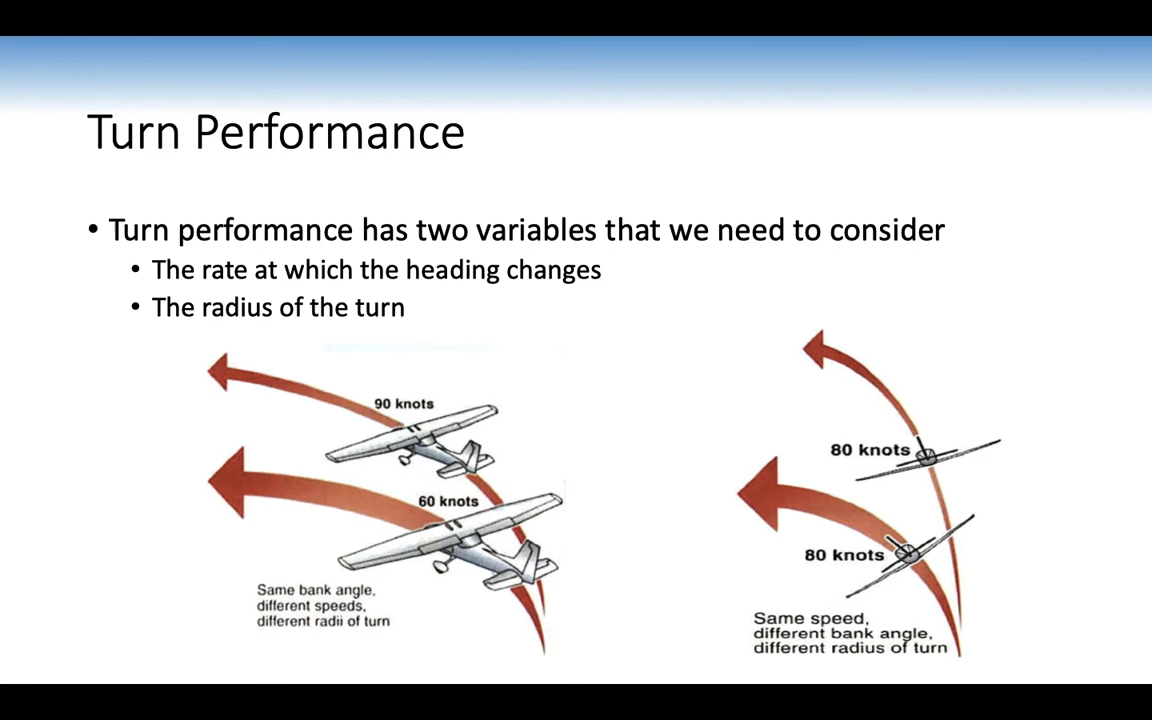 Turn Performance
• Turn performance has two variables that we need to consider
• The rate at which the heading changes
• The radius of the turn
90 knots
60 knots
Same bank angle,
different speeds,
different radii of turn
80 knots
80 knots
Same speed,
different bank angle,
different radius of turn